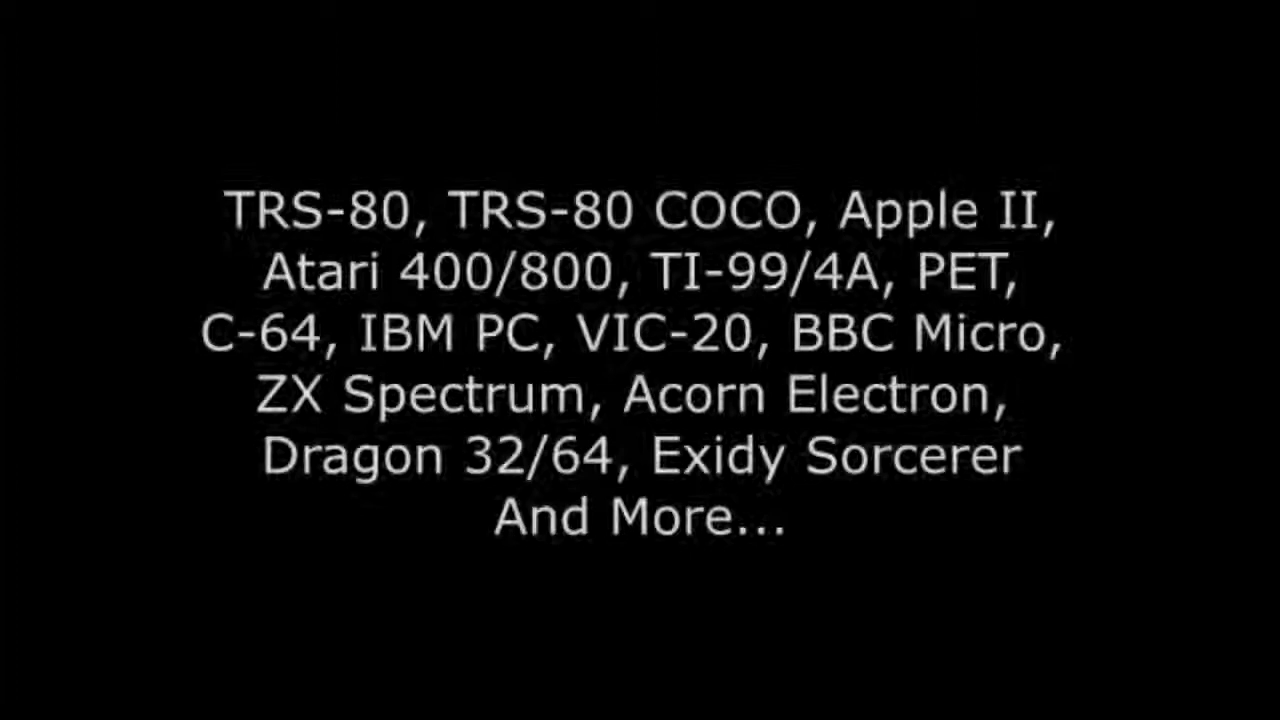 TRS-80, TRS-80 COCO, Apple II,
Atari 400/800, TI-99/4A, PET,
C-64, IBM PC, VIC-20, BBC Micro,
ZX Spectrum, Acorn Electron,
Dragon 32/64, Exidy Sorcerer
And More...